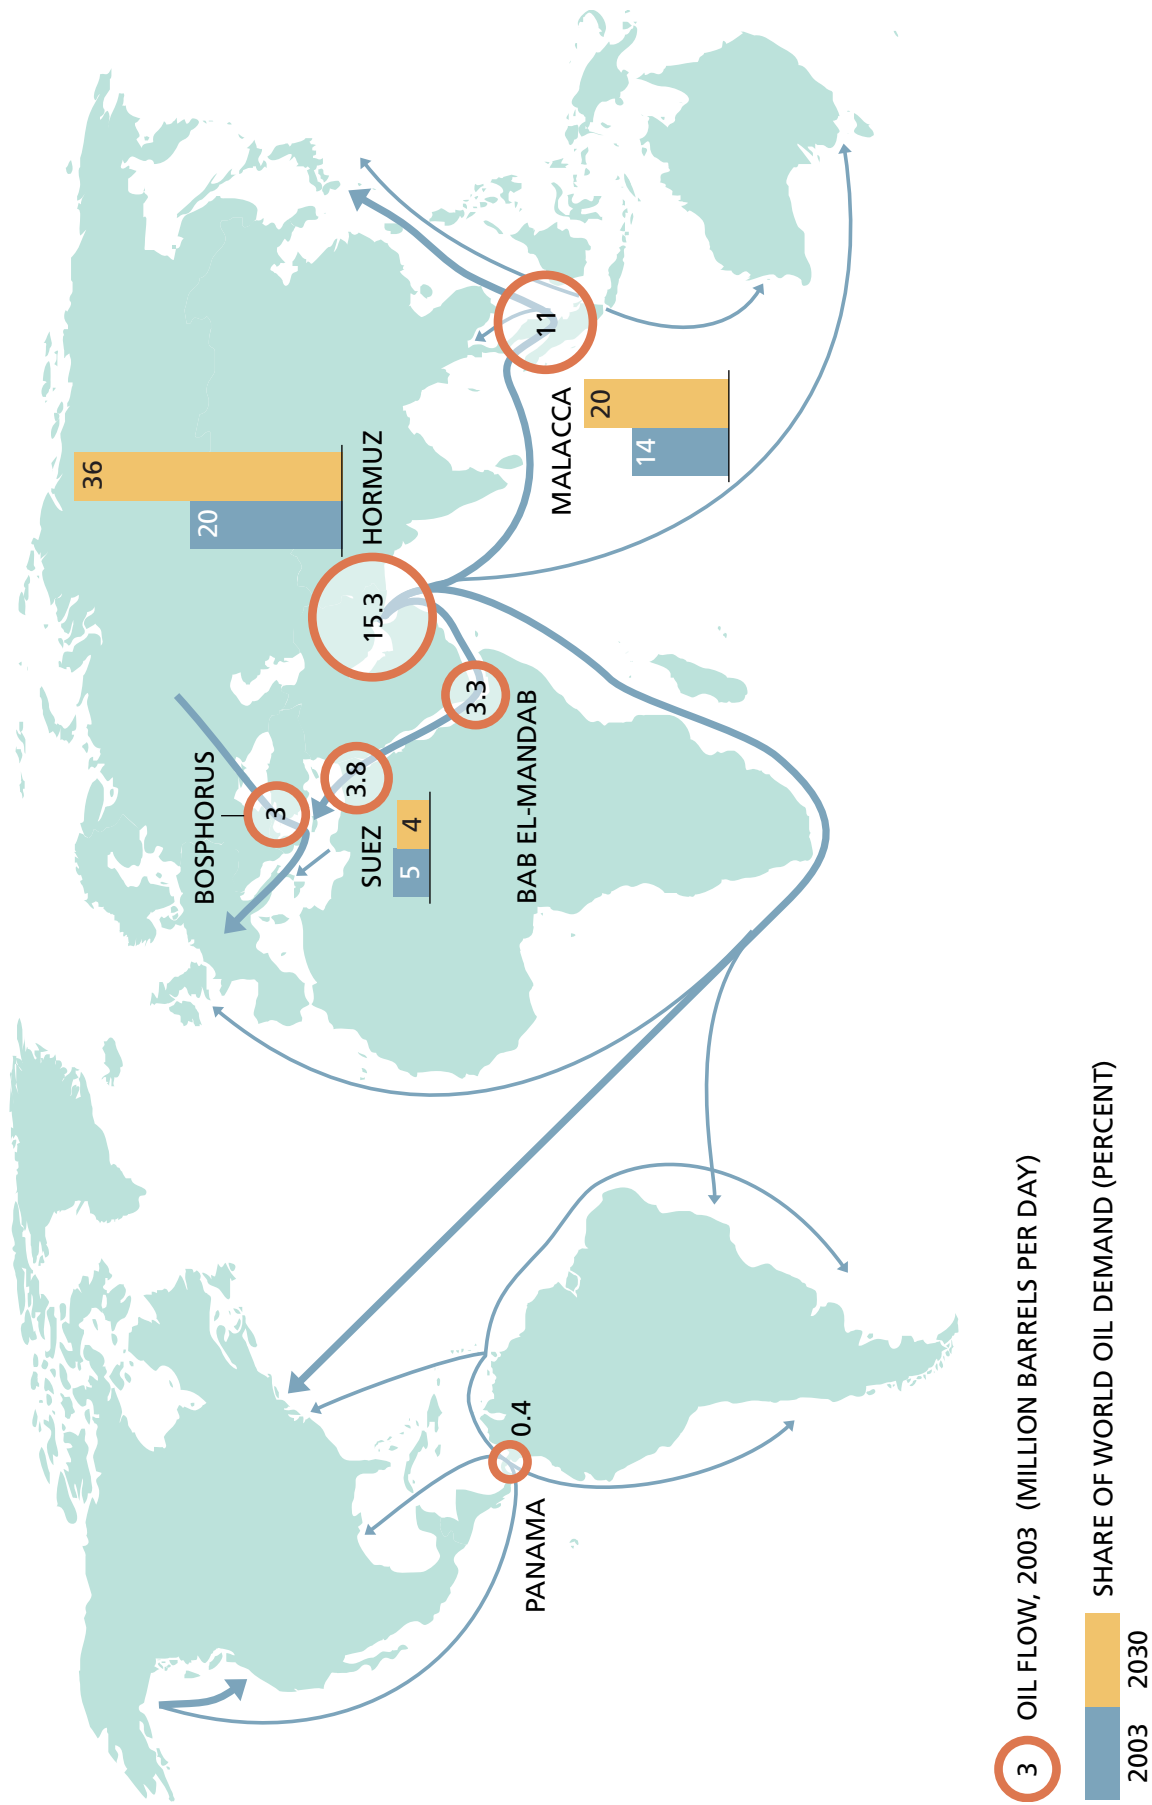 BOSPHORUS
3
36
20
HORMUZ
15.3
3.8
SUEZ
5
4
3.3
BAB EL-MANDAB
11
MALACCA
14
20
0.4
PANAMA
3
OIL FLOW, 2003 (MILLION BARRELS PER DAY)
SHARE OF WORLD OIL DEMAND (PERCENT)
2003 2030